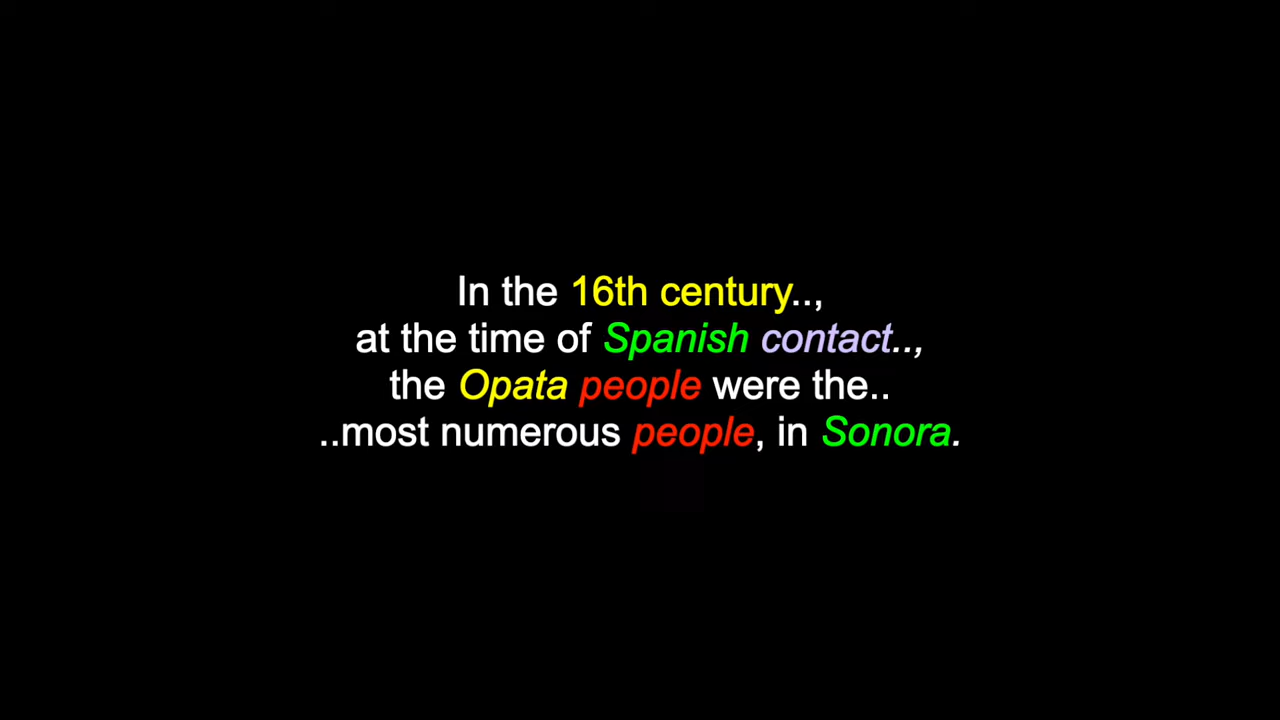 In the 16th century..,
at the time of Spanish contact..,
the Opata people were the..
..most numerous people, in Sonora.